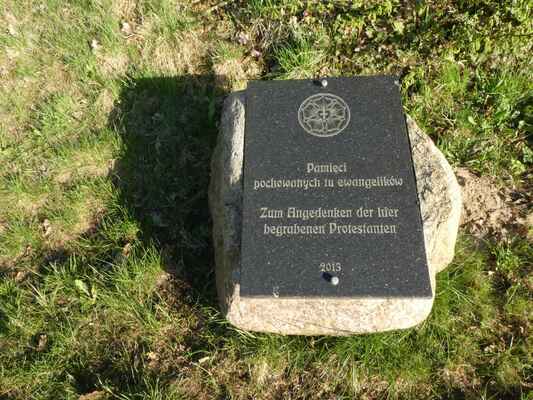 Pamięci
pochowanych tu ewangelików
Zum Angedenken der hier
begrabenen Protestanten
2013